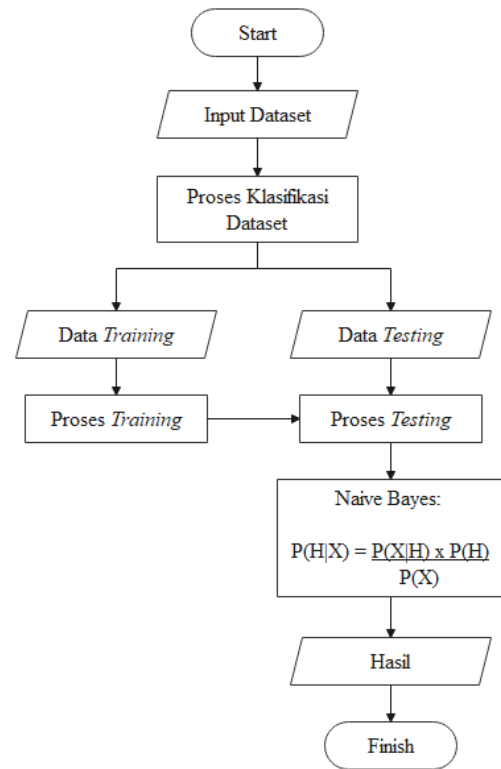 Start
Input Dataset
Proses Klasifikasi
Dataset
Data Training
Data Testing
Proses Training
Proses Testing
Naive Bayes:
P(H|X) = P(X|H) x P(H)
P(X)
Hasil
Finish